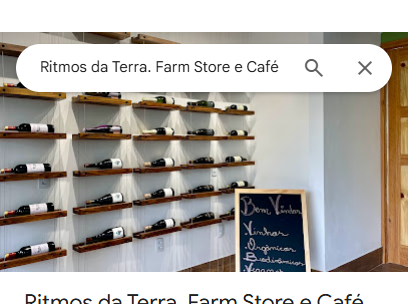 Ritmos da Terra. Farm Store e Café
Bem Vindos
Vinhos
Orgânicos
Biodinâmicos
Veganos
Ritmos da Terra. Farm Store e Café